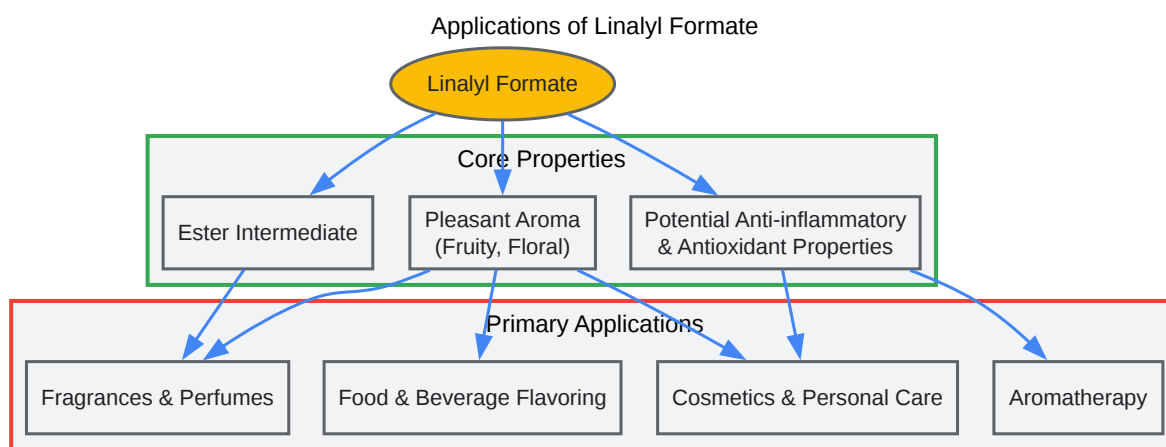 Applications of Linalyl Formate
Linalyl Formate
Core Properties
Ester Intermediate
Pleasant Aroma
(Fruity, Floral)
Potential Anti-inflammatory
& Antioxidant Properties
Primary Applications
Fragrances & Perfumes
Food & Beverage Flavoring
Cosmetics & Personal Care
Aromatherapy